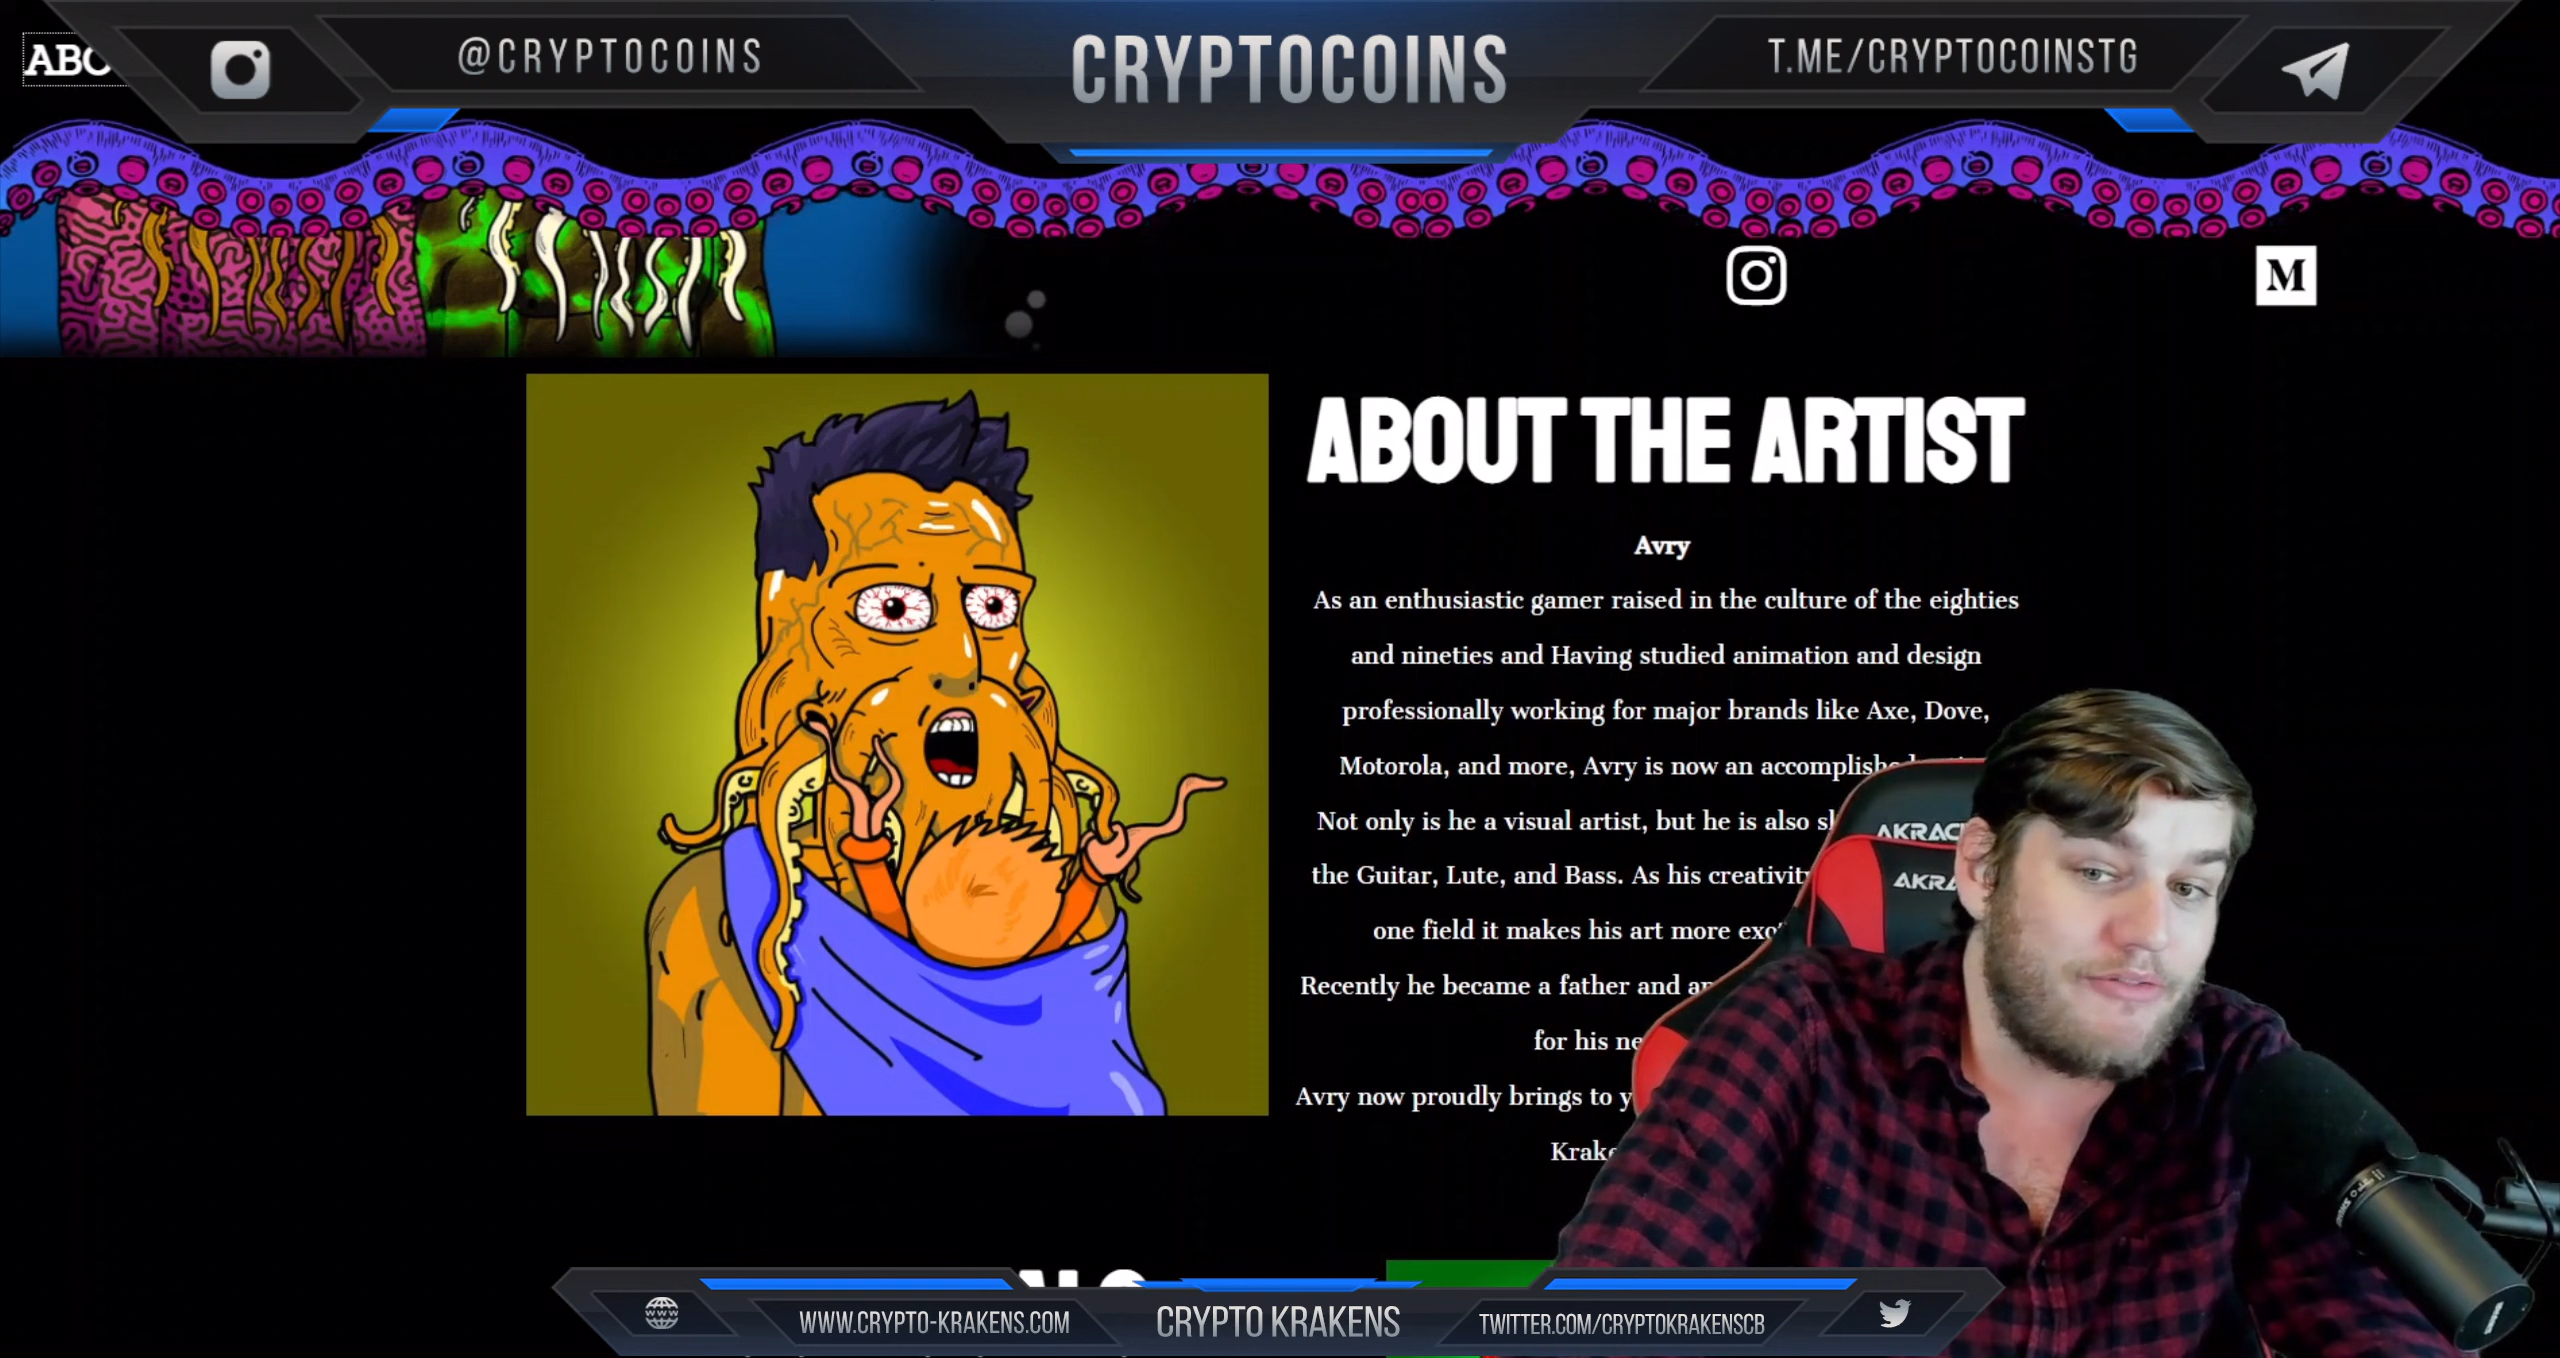 ABO
@CRYPTOCOINS
CRYPTOCOINS
T.ME/CRYPTOCOINSTG
M
ABOUT THE ARTIST
Avry
As an enthusiastic gamer raised in the culture of the eighties
and nineties and Having studied animation and design
professionally working for major brands like Axe, Dove,
Motorola, and more, Avry is now an
Not only is he a visual artist, but he is also
the Guitar, Lute, and Bass. As his
one field it makes his art more
Recently he became a father and
for his
Avry now proudly brings to
AKRAC
AKRA
WWW
WWW.CRYPTO-KRAKENS.COM
CRYPTO KRAKENS
TWITTER.COM/CRYPTOKRAKENSCB